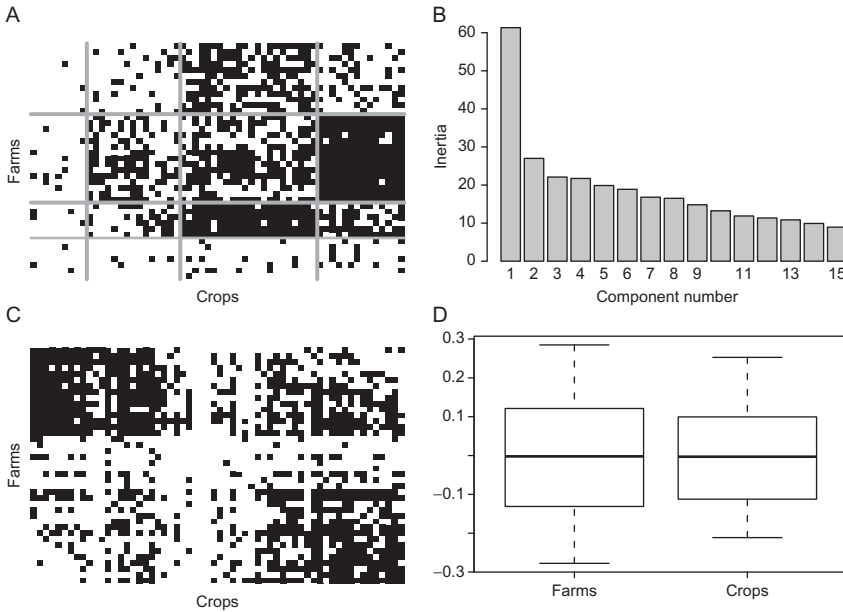 A
Farms
Crops
B
Inertia
60
50
40
30
20
10
0
1 2 3 4 5 6 7 8 9 11 13 15
Component number
C
Farms
Crops
D
0.3
0.2
0.1
−0.1
−0.3
Farms Crops